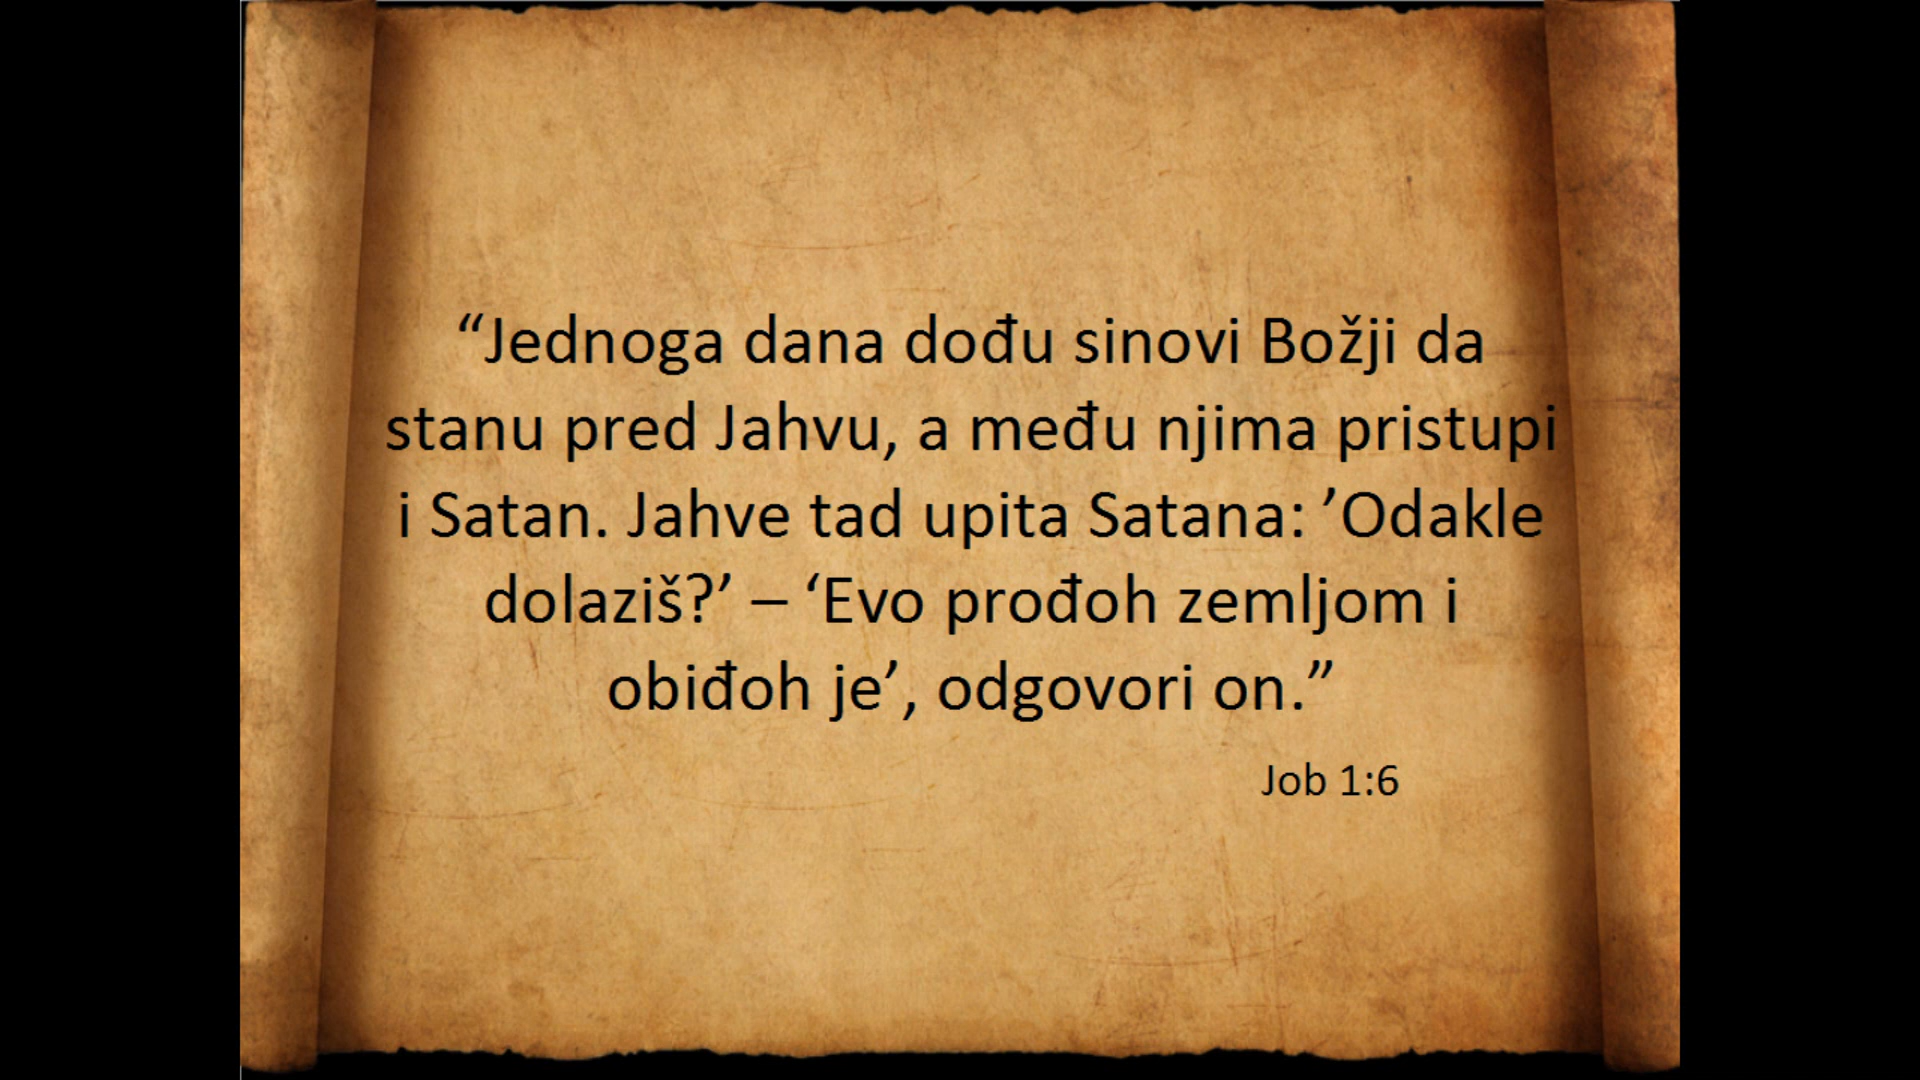 “Jednoga dana dođu sinovi Božji da
stanu pred Jahvu, a među njima pristupi
i Satan. Jahve tad upita Satana: ’Odakle
dolaziš?’ – ‘Evo prođoh zemljom i
obiđoh je’, odgovori on.”
Job 1:6